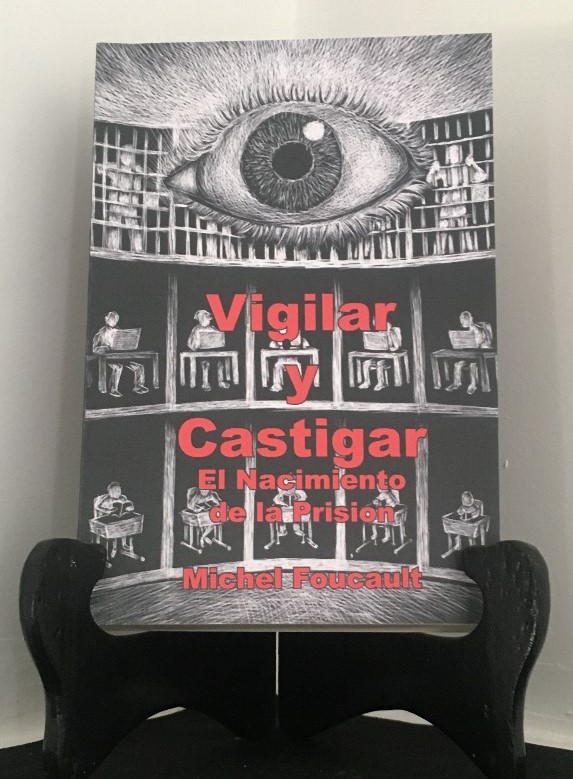 Vigilar
y
Castigar
El Nacimiento
de la Prision
Michel Foucault